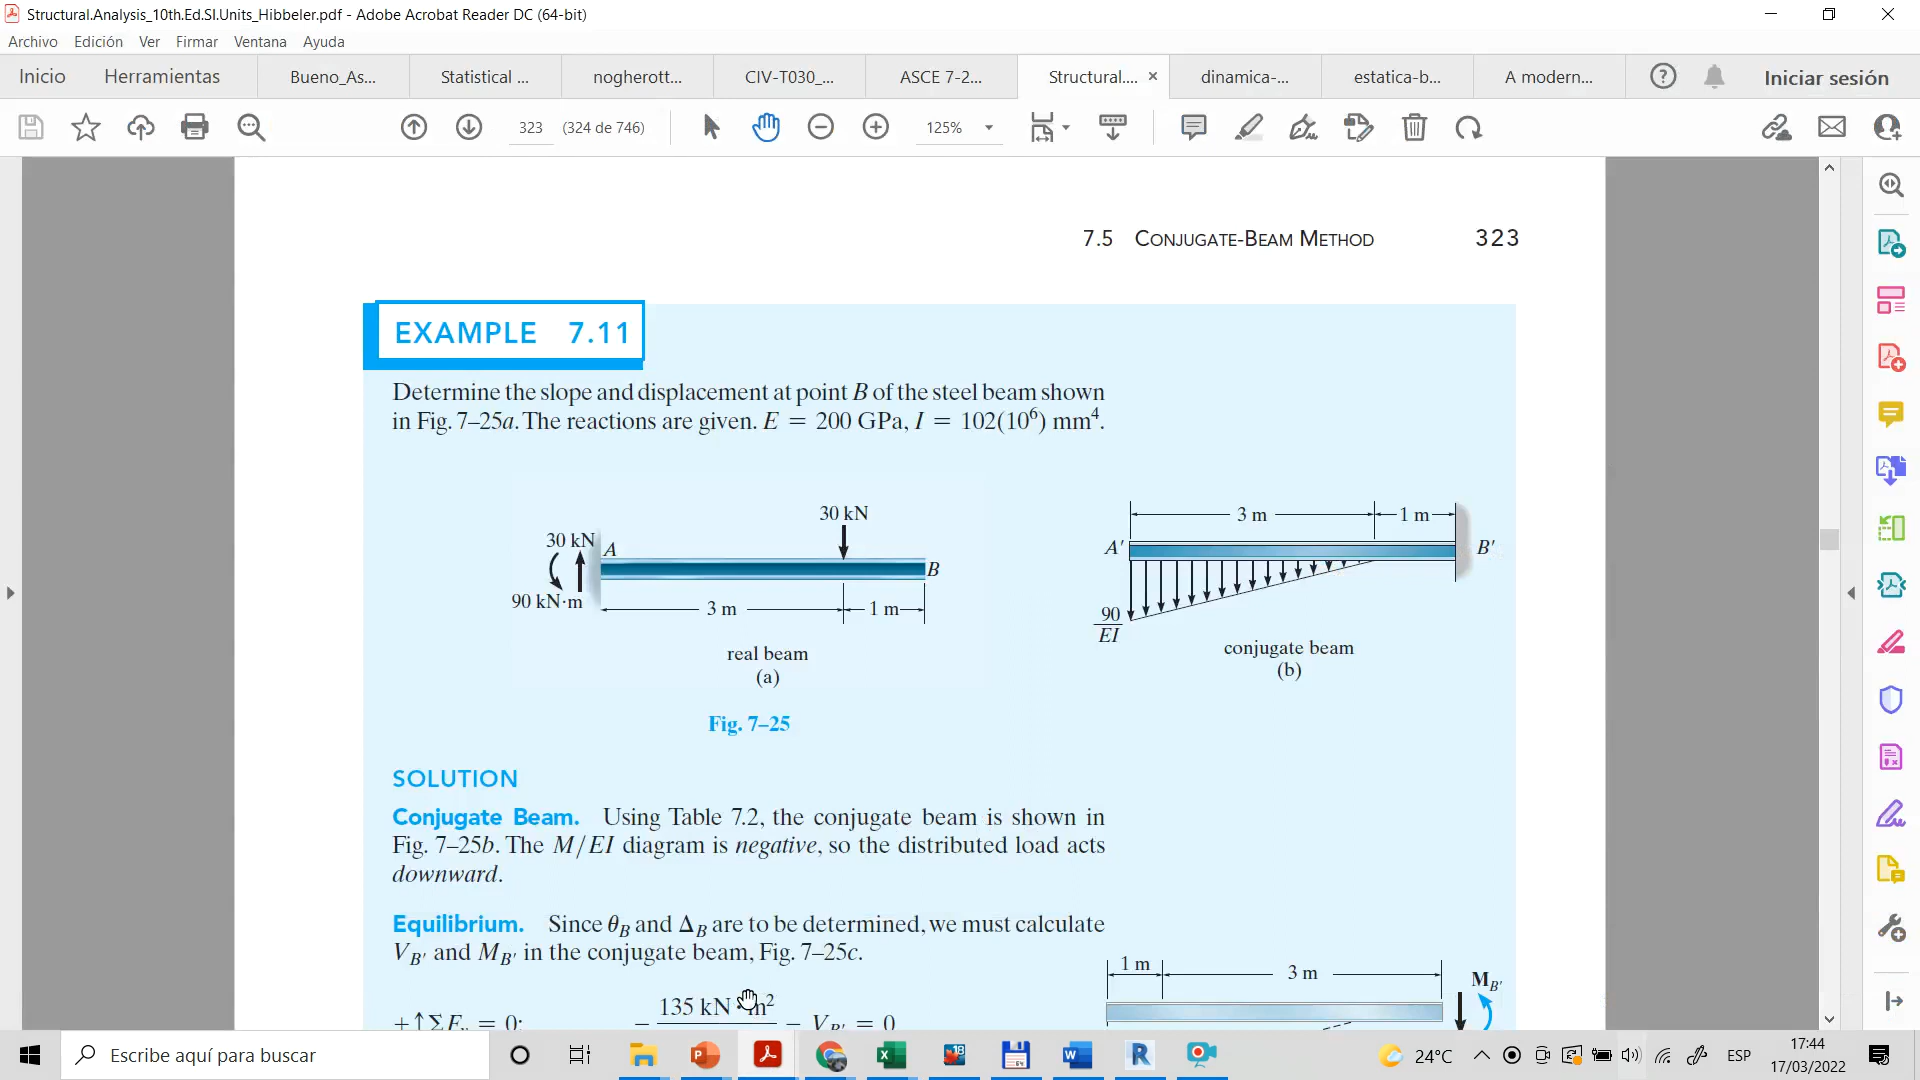 Structural.Analysis_10th.Ed.SI.Units_Hibbeler.pdf - Adobe Acrobat Reader DC (64-bit)
Archivo Edición Ver Firmar Ventana Ayuda
Inicio Herramientas Bueno_As... Statistical ... nogherott... CIV-T030_... ASCE 7-2... Structural.... × dinamica-... estatica-b... A modern... Iniciar sesión
323 (324 de 746) 125%
7.5 CONJUGATE-BEAM METHOD 323
EXAMPLE 7.11
Determine the slope and displacement at point B of the steel beam shown
in Fig. 7–25a. The reactions are given. E = 200 GPa, I = 102(10⁶) mm⁴.
30 kN
30 kN
A
B
90 kN·m
3 m
1 m
real beam
(a)
3 m
1 m
A′
B′
90
EI
conjugate beam
(b)
Fig. 7–25
SOLUTION
Conjugate Beam. Using Table 7.2, the conjugate beam is shown in
Fig. 7–25b. The M/EI diagram is negative, so the distributed load acts
downward.
Equilibrium. Since θB and ΔB are to be determined, we must calculate
VB′ and MB′ in the conjugate beam, Fig. 7–25c.
1 m
3 m
MB′
135 kN · m²
+↑ΣFy = 0; − − VB′ = 0
Escribe aquí para buscar
24°C
ESP
17:44
17/03/2022